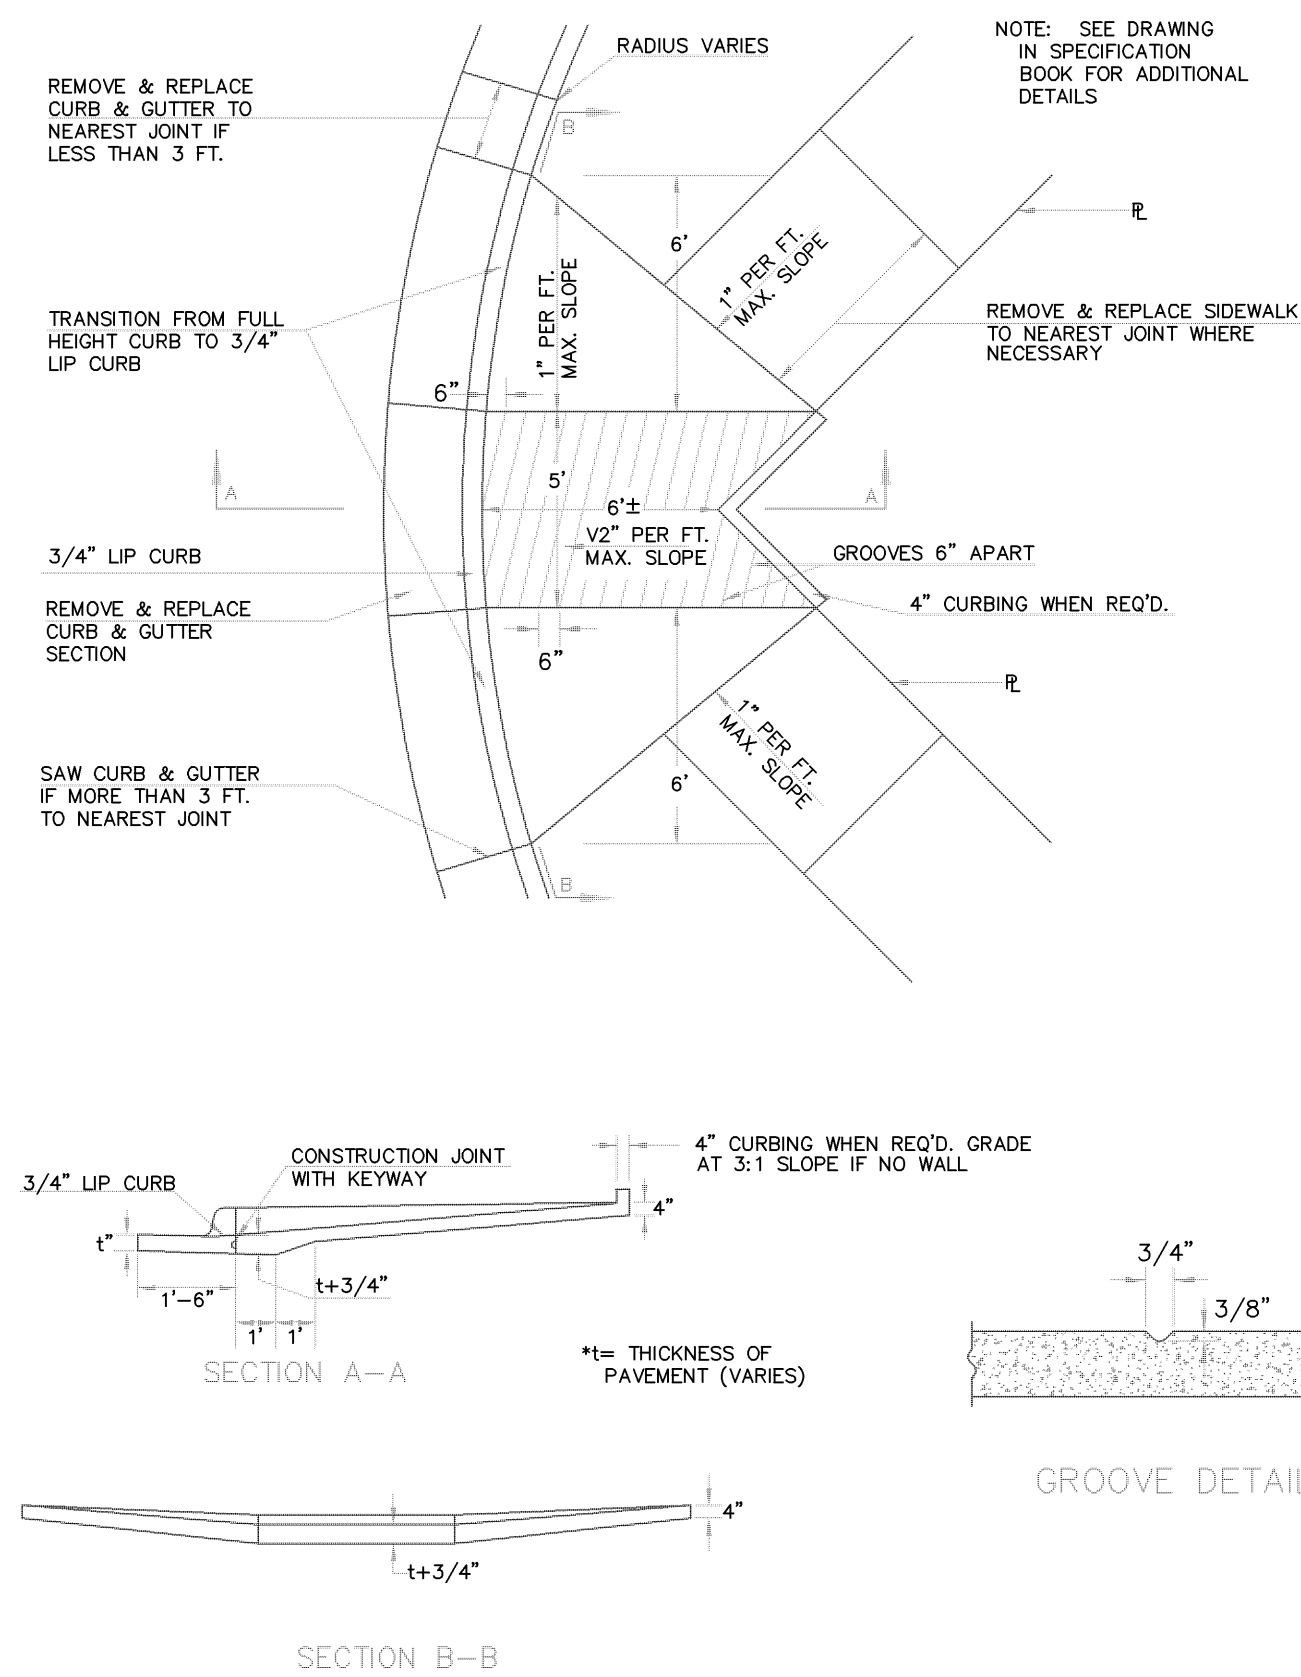 NOTE: SEE DRAWING
IN SPECIFICATION
BOOK FOR ADDITIONAL
DETAILS
RADIUS VARIES
REMOVE & REPLACE
CURB & GUTTER TO
NEAREST JOINT IF
LESS THAN 3 FT.
B
℄
6'
1" PER FT.
MAX. SLOPE
1" PER FT.
MAX. SLOPE
TRANSITION FROM FULL
HEIGHT CURB TO 3/4"
LIP CURB
REMOVE & REPLACE SIDEWALK
TO NEAREST JOINT WHERE
NECESSARY
6"
A
5'
A
6'±
V2" PER FT.
MAX. SLOPE
3/4" LIP CURB
GROOVES 6" APART
REMOVE & REPLACE
CURB & GUTTER
SECTION
4" CURBING WHEN REQ'D.
6"
℄
1" PER FT.
MAX. SLOPE
SAW CURB & GUTTER
IF MORE THAN 3 FT.
TO NEAREST JOINT
6'
B
CONSTRUCTION JOINT
WITH KEYWAY
4" CURBING WHEN REQ'D. GRADE
AT 3:1 SLOPE IF NO WALL
3/4" LIP CURB
4"
t"
t+3/4"
1'-6"
1'
1'
SECTION A-A
*t= THICKNESS OF
PAVEMENT (VARIES)
3/4"
3/8"
GROOVE DETAIL
4"
t+3/4"
SECTION B-B